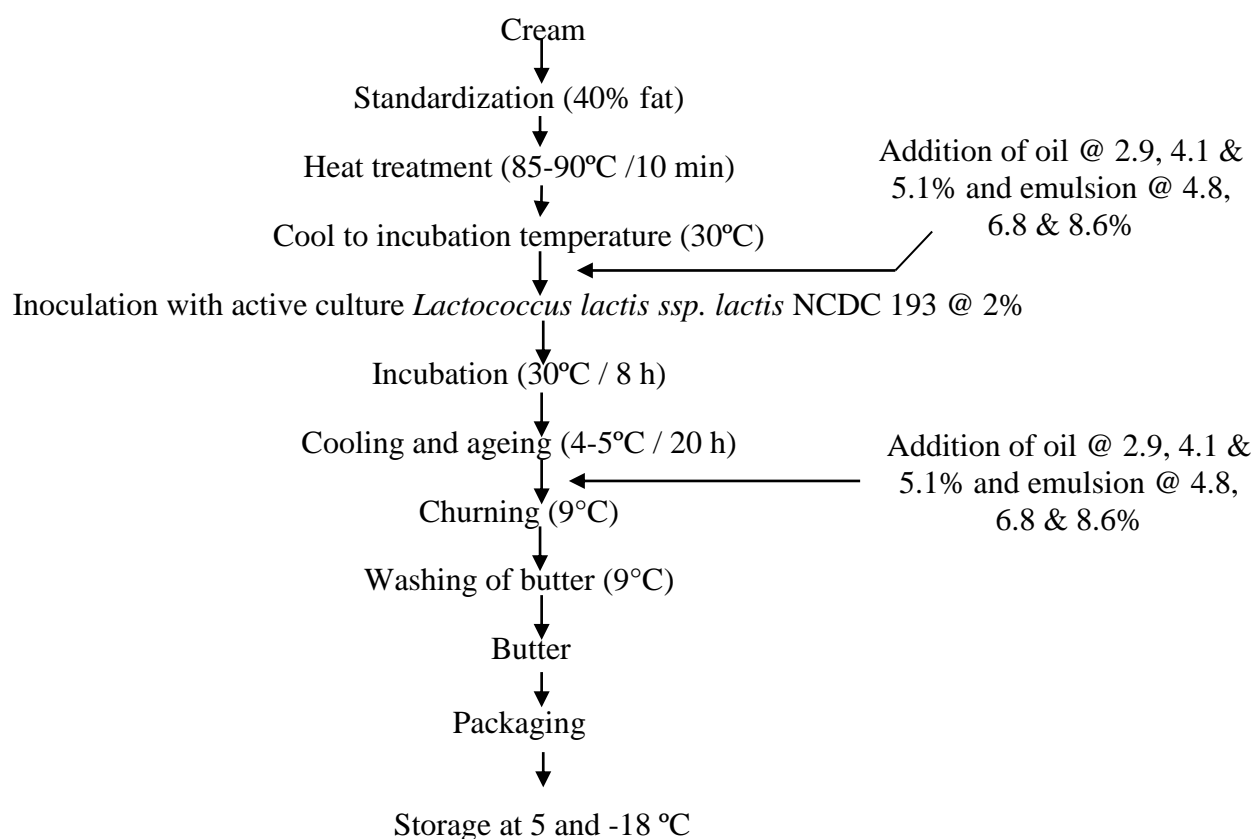 Cream
Standardization (40% fat)
Heat treatment (85-90ºC /10 min)
Addition of oil @ 2.9, 4.1 &
5.1% and emulsion @ 4.8,
6.8 & 8.6%
Cool to incubation temperature (30ºC)
Inoculation with active culture Lactococcus lactis ssp. lactis NCDC 193 @ 2%
Incubation (30ºC / 8 h)
Cooling and ageing (4-5ºC / 20 h)
Addition of oil @ 2.9, 4.1 &
5.1% and emulsion @ 4.8,
6.8 & 8.6%
Churning (9°C)
Washing of butter (9°C)
Butter
Packaging
Storage at 5 and -18 ºC